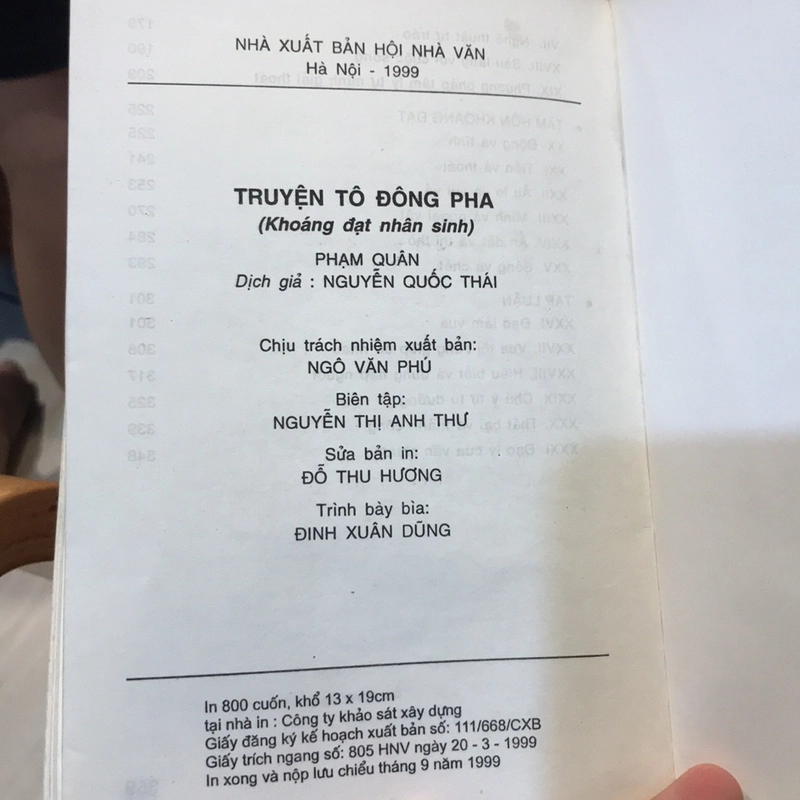 NHÀ XUẤT BẢN HỘI NHÀ VĂN
Hà Nội - 1999
TRUYỆN TÔ ĐÔNG PHA
(Khoáng đạt nhân sinh)
PHẠM QUÂN
Dịch giả : NGUYỄN QUỐC THÁI
Chịu trách nhiệm xuất bản:
NGÔ VĂN PHÚ
Biên tập:
NGUYỄN THỊ ANH THƯ
Sửa bản in:
ĐỖ THU HƯƠNG
Trình bày bìa:
ĐINH XUÂN DŨNG
In 800 cuốn, khổ 13 x 19cm
tại nhà in : Công ty khảo sát xây dựng
Giấy đăng ký kế hoạch xuất bản số: 111/668/CXB
Giấy trích ngang số: 805 HNV ngày 20 - 3 - 1999
In xong và nộp lưu chiểu tháng 9 năm 1999